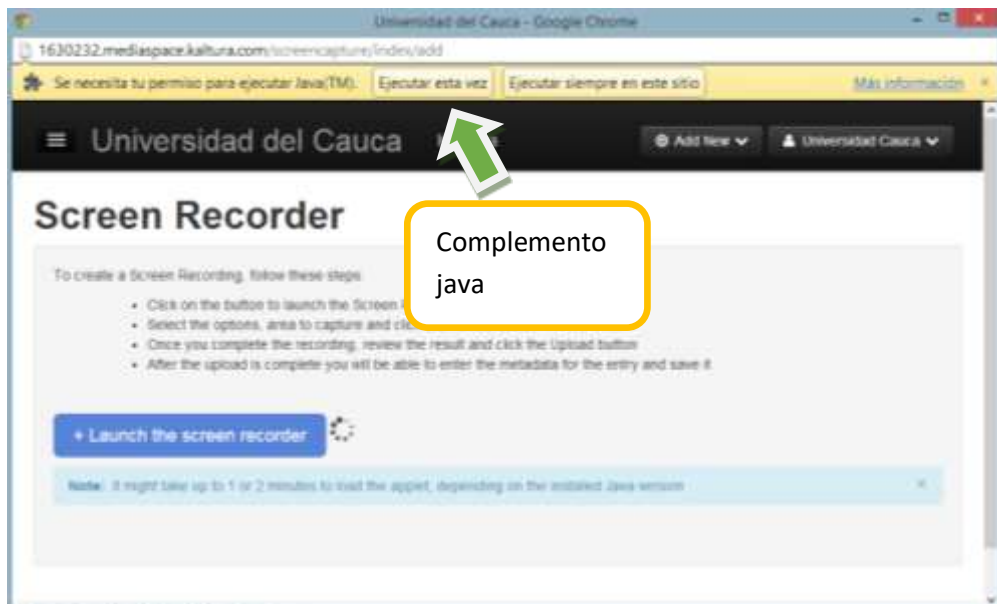 Universidad del Cauca - Google Chrome
1630232.mediaspace.kaltura.com/screencapture/index/add
Se necesita tu permiso para ejecutar Java(TM). Ejecutar esta vez Ejecutar siempre en este sitio Más información
Universidad del Cauca Add New Universidad Cauca
Screen Recorder
Complemento
java
To create a Screen Recording, follow these steps
Click on the button to launch the Screen
Select the options, area to capture and
Once you complete the recording, review the result and click the Upload button
After the upload is complete you will be able to enter the metadata for the entry and save it
+ Launch the screen recorder
Note: It might take up to 1 or 2 minutes to load the applet, depending on the installed Java version